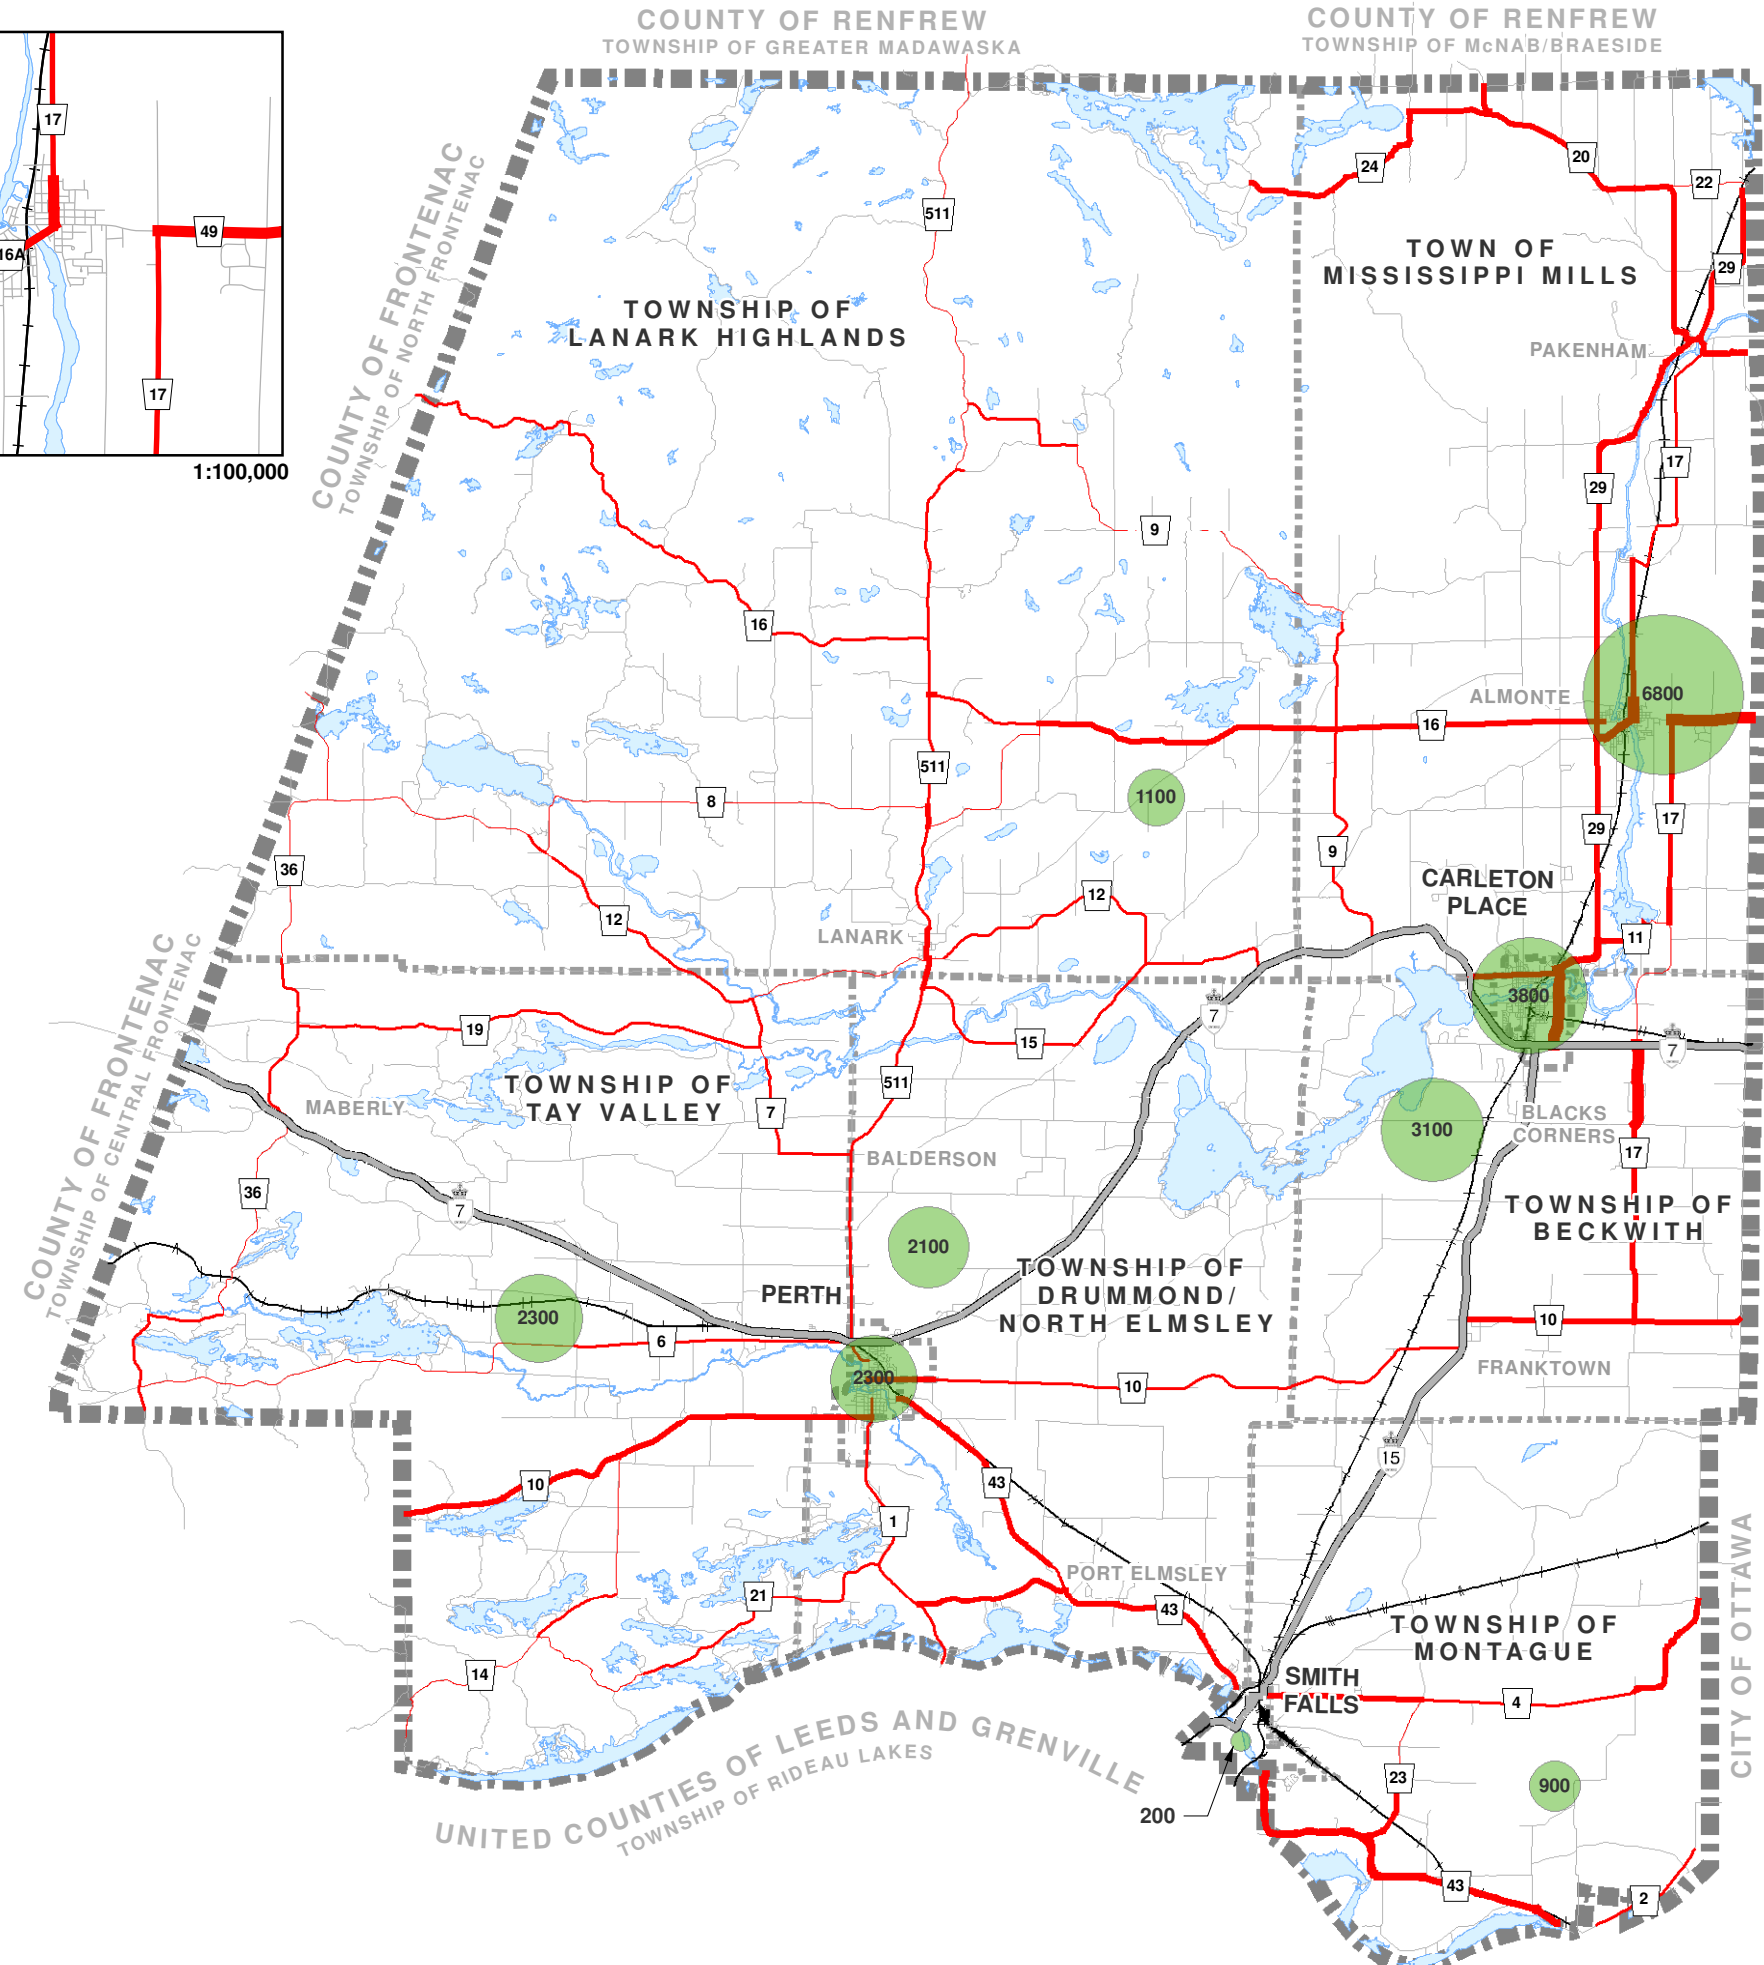 COUNTY OF RENFREW
TOWNSHIP OF GREATER MADAWASKA
COUNTY OF RENFREW
TOWNSHIP OF McNAB/BRAESIDE
17
49
16A
17
1:100,000
COUNTY OF FRONTENAC
TOWNSHIP OF NORTH FRONTENAC
24
20
22
511
29
TOWN OF
MISSISSIPPI MILLS
TOWNSHIP OF
LANARK HIGHLANDS
PAKENHAM
17
29
9
16
6800
ALMONTE
16
511
8
1100
17
29
9
36
CARLETON
PLACE
12
12
LANARK
11
COUNTY OF FRONTENAC
TOWNSHIP OF CENTRAL FRONTENAC
3800
7
19
15
7
TOWNSHIP OF
TAY VALLEY
511
MABERLY
7
BLACKS
CORNERS
3100
17
BALDERSON
36
7
TOWNSHIP OF
BECKWITH
2100
TOWNSHIP OF
DRUMMOND/
NORTH ELMSLEY
PERTH
2300
6
10
FRANKTOWN
2300
10
15
10
43
1
PORT ELMSLEY
21
43
TOWNSHIP OF
MONTAGUE
14
SMITH
FALLS
4
CITY OF OTTAWA
UNITED COUNTIES OF LEEDS AND GRENVILLE
TOWNSHIP OF RIDEAU LAKES
23
900
200
43
2